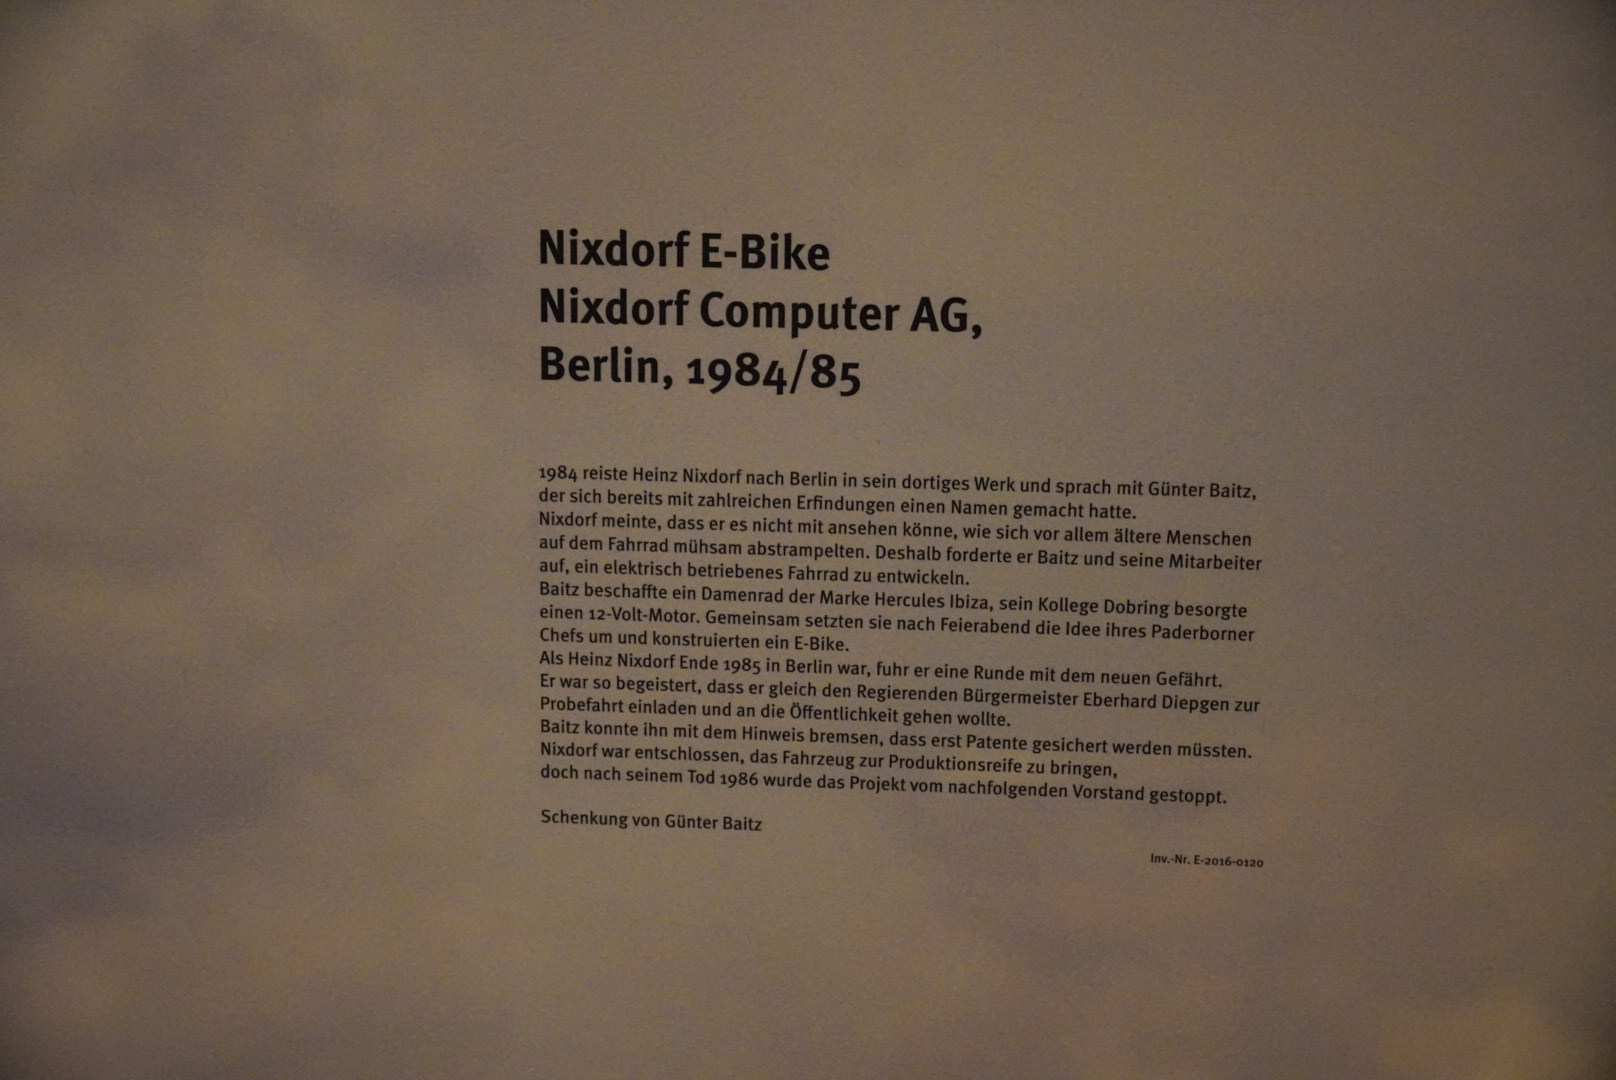 Nixdorf E-Bike
Nixdorf Computer AG,
Berlin, 1984/85
1984 reiste Heinz Nixdorf nach Berlin in sein dortiges Werk und sprach mit Günter Baitz,
der sich bereits mit zahlreichen Erfindungen einen Namen gemacht hatte.
Nixdorf meinte, dass er es nicht mit ansehen könne, wie sich vor allem ältere Menschen
auf dem Fahrrad mühsam abstrampelten. Deshalb forderte er Baitz und seine Mitarbeiter
auf, ein elektrisch betriebenes Fahrrad zu entwickeln.
Baitz beschaffte ein Damenrad der Marke Hercules Ibiza, sein Kollege Dobring besorgte
einen 12-Volt-Motor. Gemeinsam setzten sie nach Feierabend die Idee ihres Paderborner
Chefs um und konstruierten ein E-Bike.
Als Heinz Nixdorf Ende 1985 in Berlin war, fuhr er eine Runde mit dem neuen Gefährt.
Er war so begeistert, dass er gleich den Regierenden Bürgermeister Eberhard Diepgen zur
Probefahrt einladen und an die Öffentlichkeit gehen wollte.
Baitz konnte ihn mit dem Hinweis bremsen, dass erst Patente gesichert werden müssten.
Nixdorf war entschlossen, das Fahrzeug zur Produktionsreife zu bringen,
doch nach seinem Tod 1986 wurde das Projekt vom nachfolgenden Vorstand gestoppt.
Schenkung von Günter Baitz
Inv.-Nr. E-2016-0120